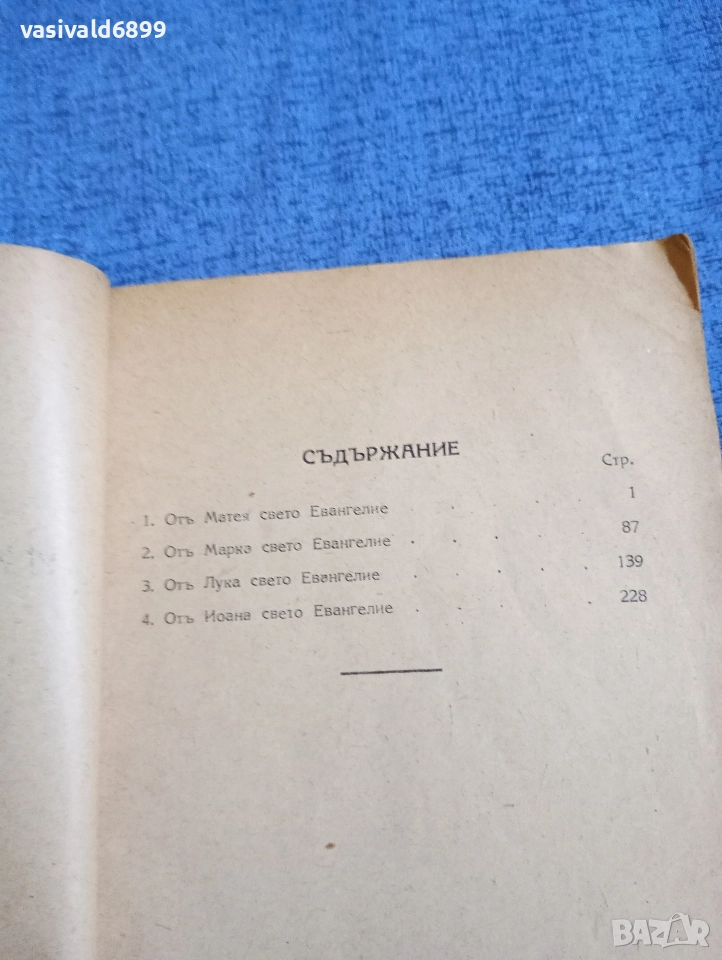 vasivald6899
СЪДЪРЖАНИЕ
Стр.
1. Отъ Матея свето Евангелие . . . . . 1
2. Отъ Марка свето Евангелие . . . . . 87
3. Отъ Лука свето Евангелие . . . . . 139
4. Отъ Иоана свето Евангелие . . . . . 228
BAZAR